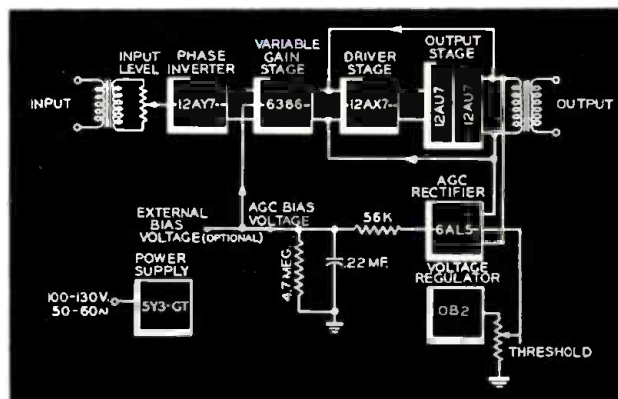 INPUT
INPUT
LEVEL
PHASE
INVERTER
12AY7
VARIABLE
GAIN
STAGE
6386
DRIVER
STAGE
12AX7
OUTPUT
STAGE
12AU7
12AU7
OUTPUT
EXTERNAL
BIAS
VOLTAGE (OPTIONAL)
AGC BIAS
VOLTAGE
56K
AGC
RECTIFIER
6AL5
4.7 MEG.
.22 MF.
POWER
SUPPLY
100-130V.
50-60~
5Y3-GT
VOLTAGE
REGULATOR
OB2
THRESHOLD